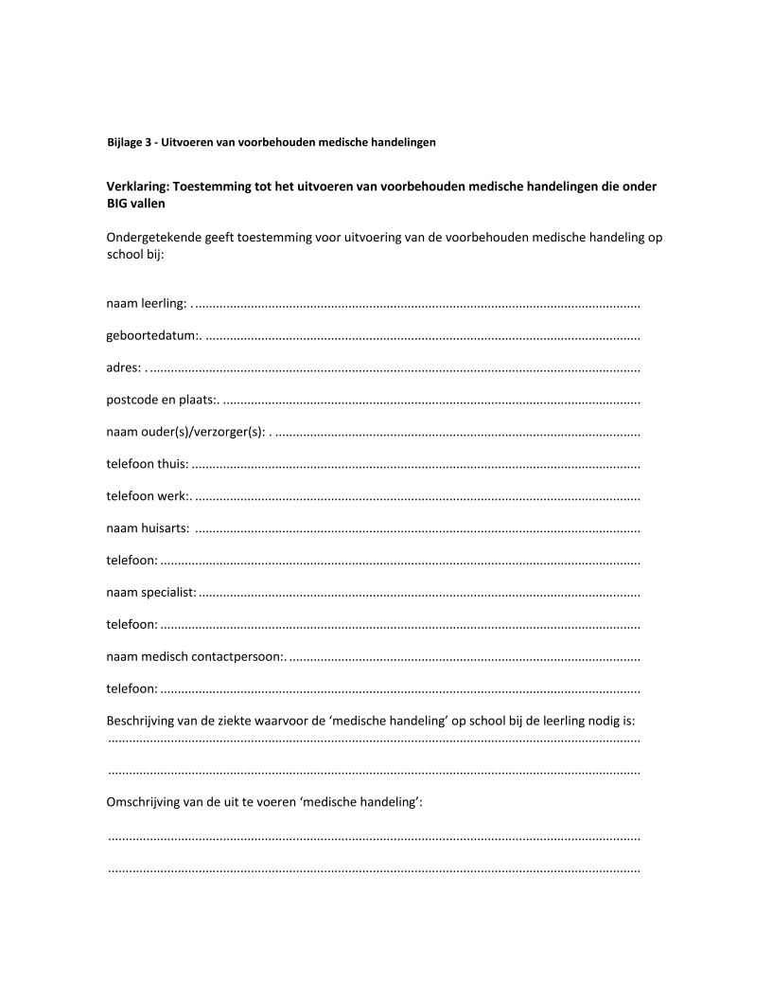 Bijlage 3 - Uitvoeren van voorbehouden medische handelingen
Verklaring: Toestemming tot het uitvoeren van voorbehouden medische handelingen die onder
BIG vallen
Ondergetekende geeft toestemming voor uitvoering van de voorbehouden medische handeling op
school bij:
naam leerling: . ................................................................................................................................
geboortedatum:. .............................................................................................................................
adres: . .............................................................................................................................................
postcode en plaats:. ........................................................................................................................
naam ouder(s)/verzorger(s): . .........................................................................................................
telefoon thuis: .................................................................................................................................
telefoon werk:. ................................................................................................................................
naam huisarts: ................................................................................................................................
telefoon: ..........................................................................................................................................
naam specialist: ...............................................................................................................................
telefoon: ..........................................................................................................................................
naam medisch contactpersoon:. .....................................................................................................
telefoon: ..........................................................................................................................................
Beschrijving van de ziekte waarvoor de ‘medische handeling’ op school bij de leerling nodig is:
.........................................................................................................................................................
.........................................................................................................................................................
Omschrijving van de uit te voeren ‘medische handeling’:
.........................................................................................................................................................
.........................................................................................................................................................